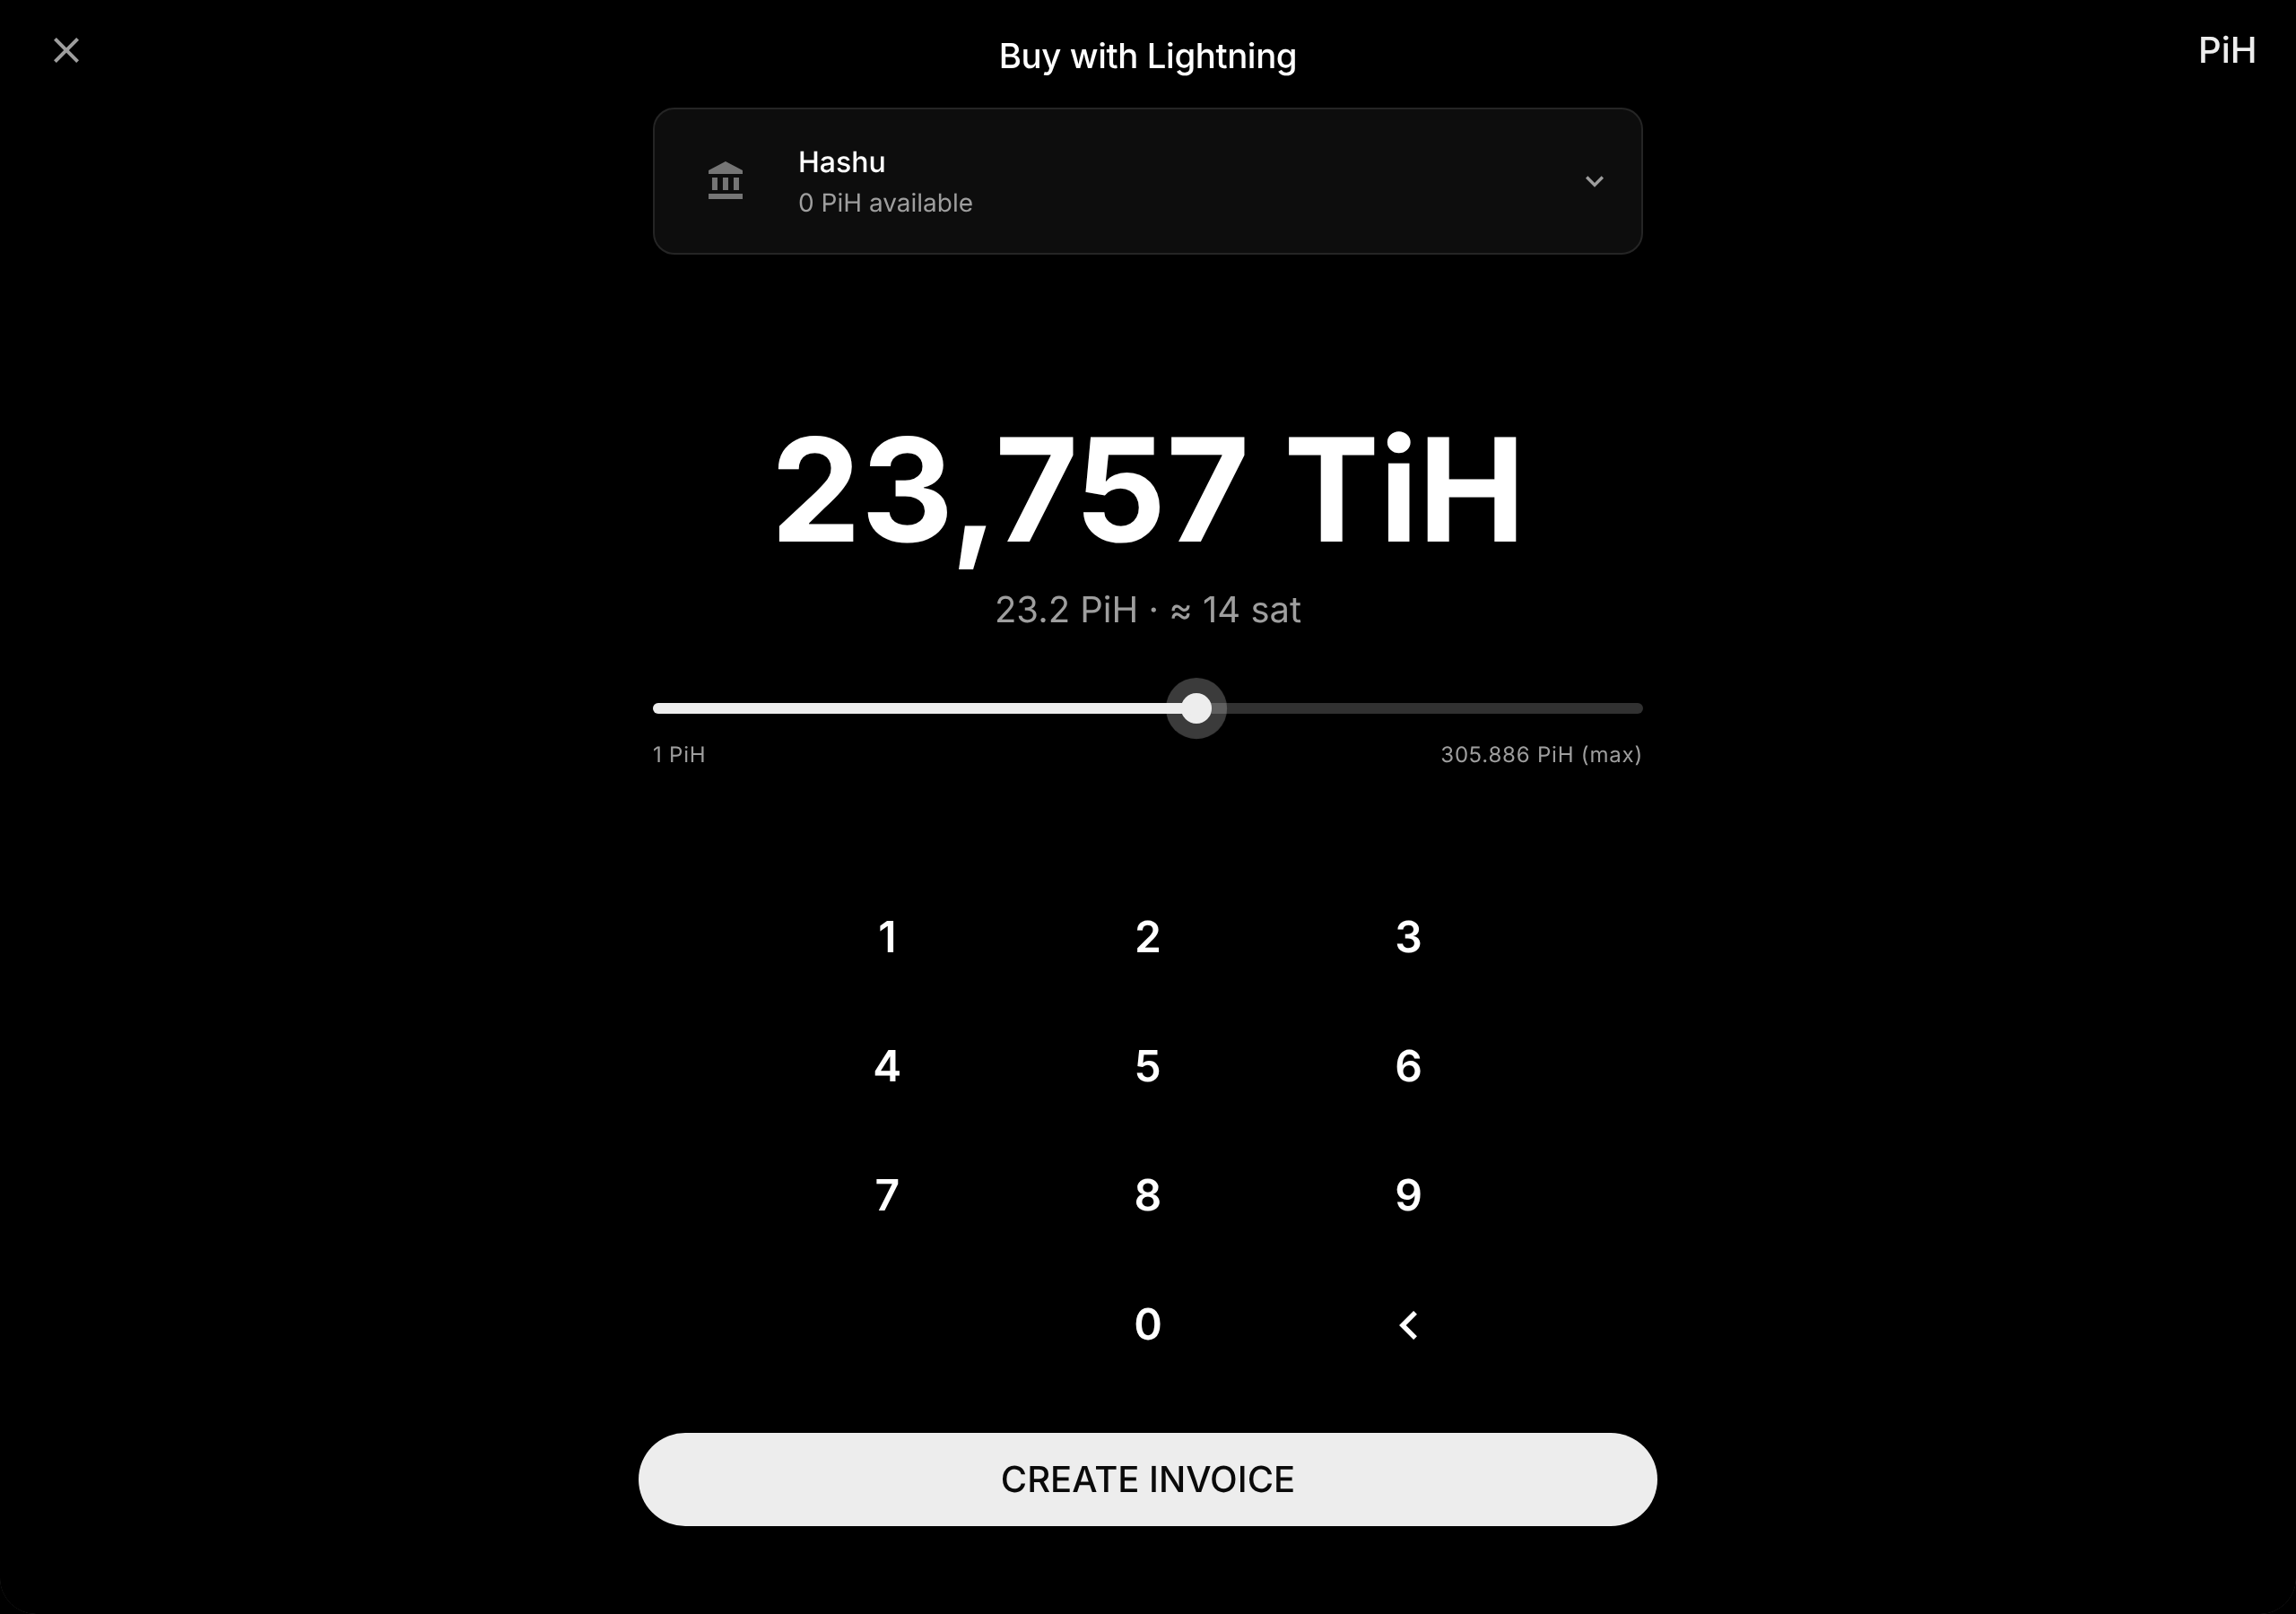 Buy with Lightning
PiH
Hashu
0 PiH available
23,757 TiH
23.2 PiH · ≈ 14 sat
1 PiH
305.886 PiH (max)
1 2 3
4 5 6
7 8 9
0
CREATE INVOICE